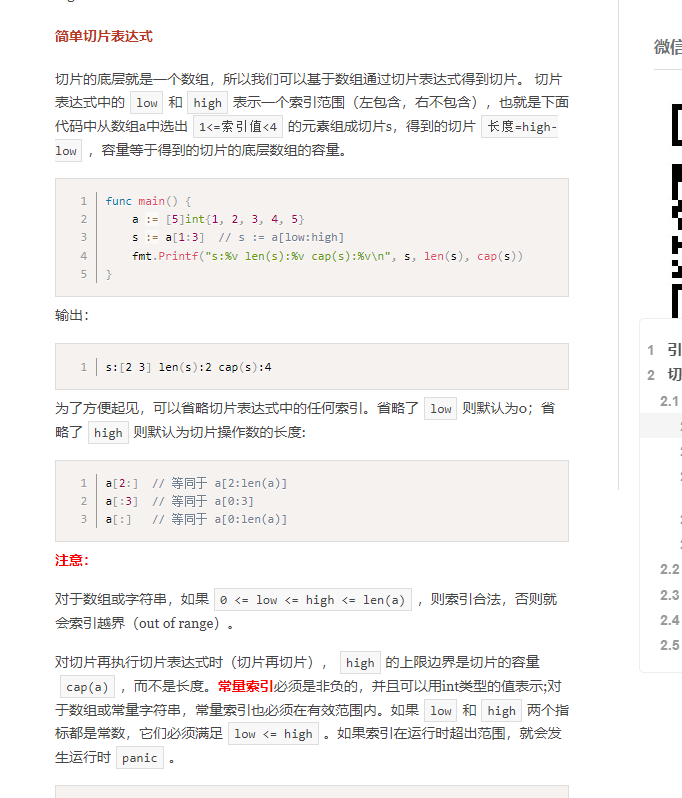 简单切片表达式
微信
切片的底层就是一个数组，所以我们可以基于数组通过切片表达式得到切片。 切片
表达式中的 low 和 high 表示一个索引范围（左包含，右不包含），也就是下面
代码中从数组a中选出 1<=索引值<4 的元素组成切片s，得到的切片 长度=high-
low ，容量等于得到的切片的底层数组的容量。
1 func main() {
2     a := [5]int{1, 2, 3, 4, 5}
3     s := a[1:3]  // s := a[low:high]
4     fmt.Printf("s:%v len(s):%v cap(s):%v\n", s, len(s), cap(s))
5 }
输出：
1 s:[2 3] len(s):2 cap(s):4
为了方便起见，可以省略切片表达式中的任何索引。省略了 low 则默认为0；省
略了 high 则默认为切片操作数的长度:
1 a[2:]  // 等同于 a[2:len(a)]
2 a[:3]  // 等同于 a[0:3]
3 a[:]   // 等同于 a[0:len(a)]
注意：
对于数组或字符串，如果 0 <= low <= high <= len(a) ，则索引合法，否则就
会索引越界（out of range）。
对切片再执行切片表达式时（切片再切片）， high 的上限边界是切片的容量
cap(a) ，而不是长度。常量索引必须是非负的，并且可以用int类型的值表示;对
于数组或常量字符串，常量索引也必须在有效范围内。如果 low 和 high 两个指
标都是常数，它们必须满足 low <= high 。如果索引在运行时超出范围，就会发
生运行时 panic 。
1 引
2 切
2.1
2.2
2.3
2.4
2.5